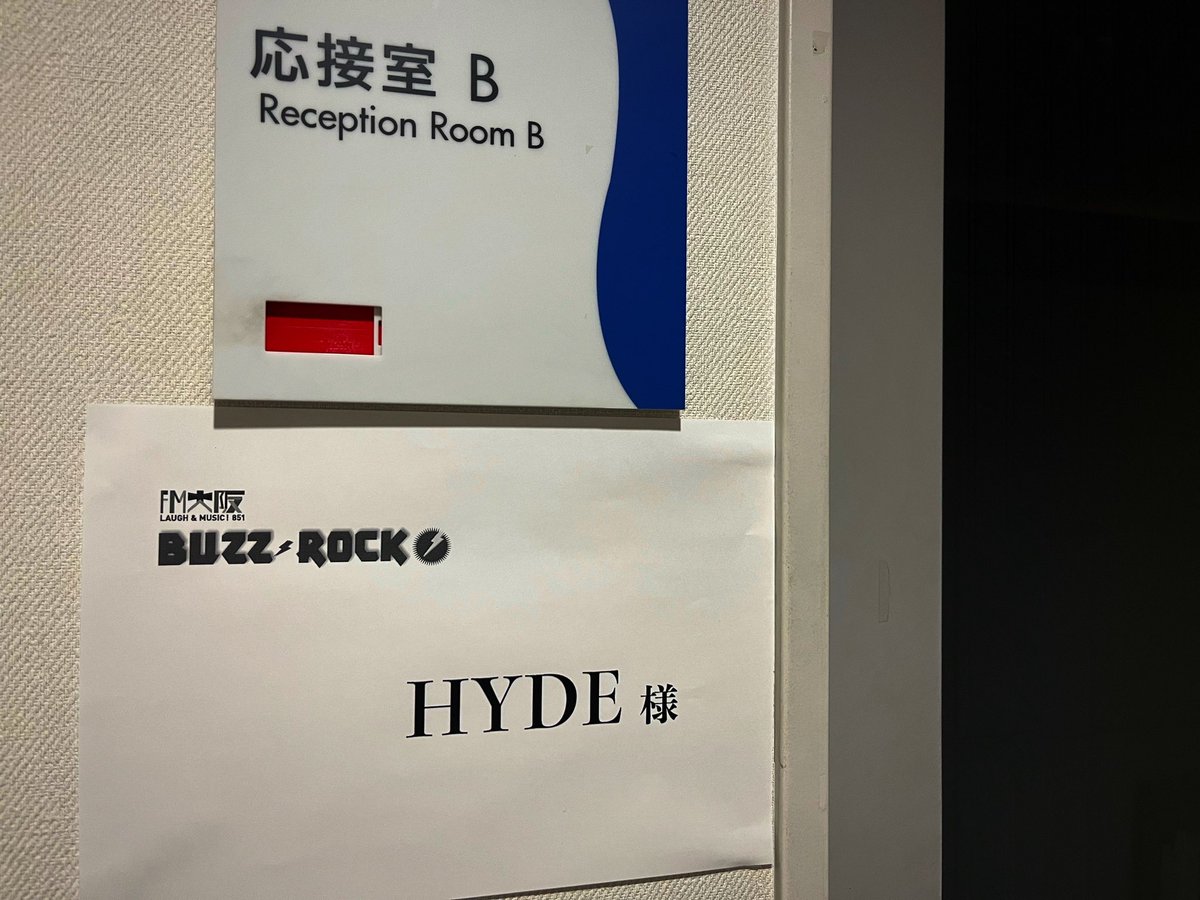 応接室 B
Reception Room B
FM大阪
LAUGH & MUSIC! 851
BUZZ ROCK
HYDE 様